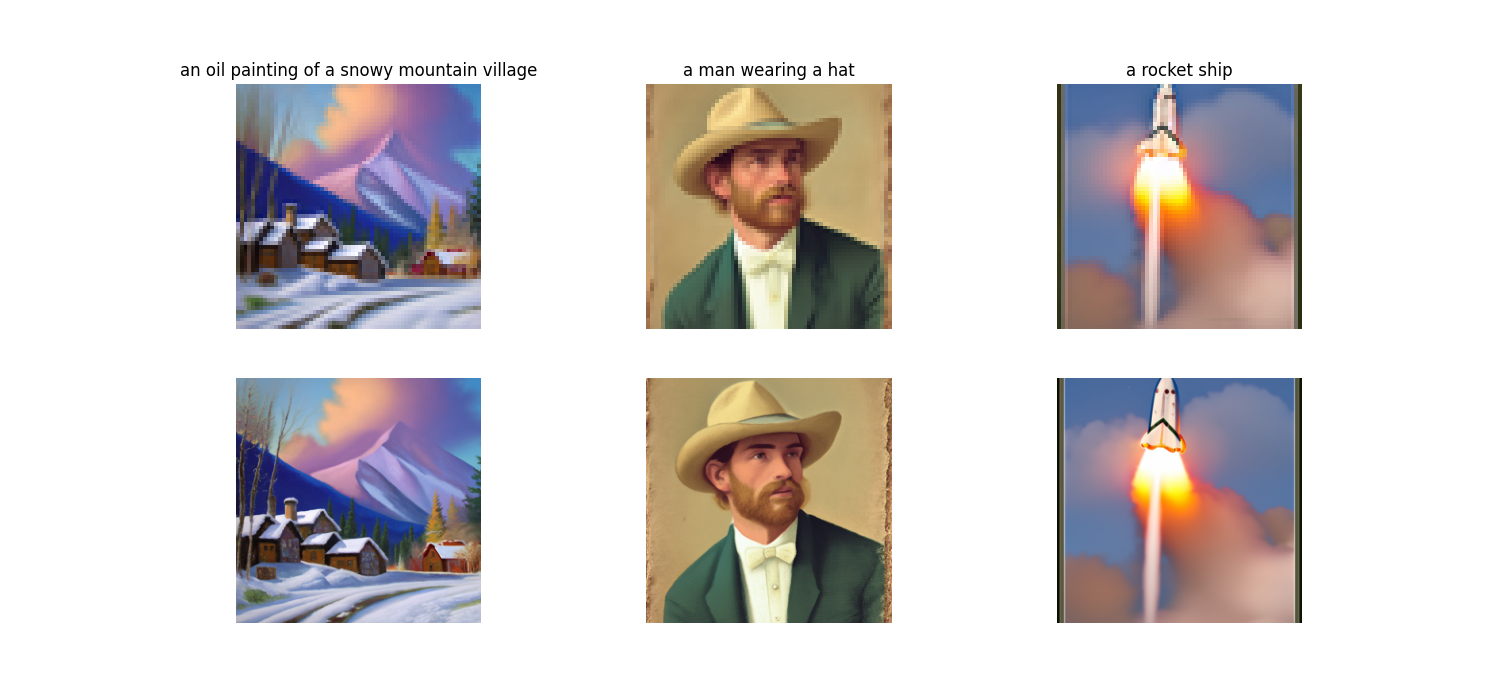 an oil painting of a snowy mountain village
a man wearing a hat
a rocket ship